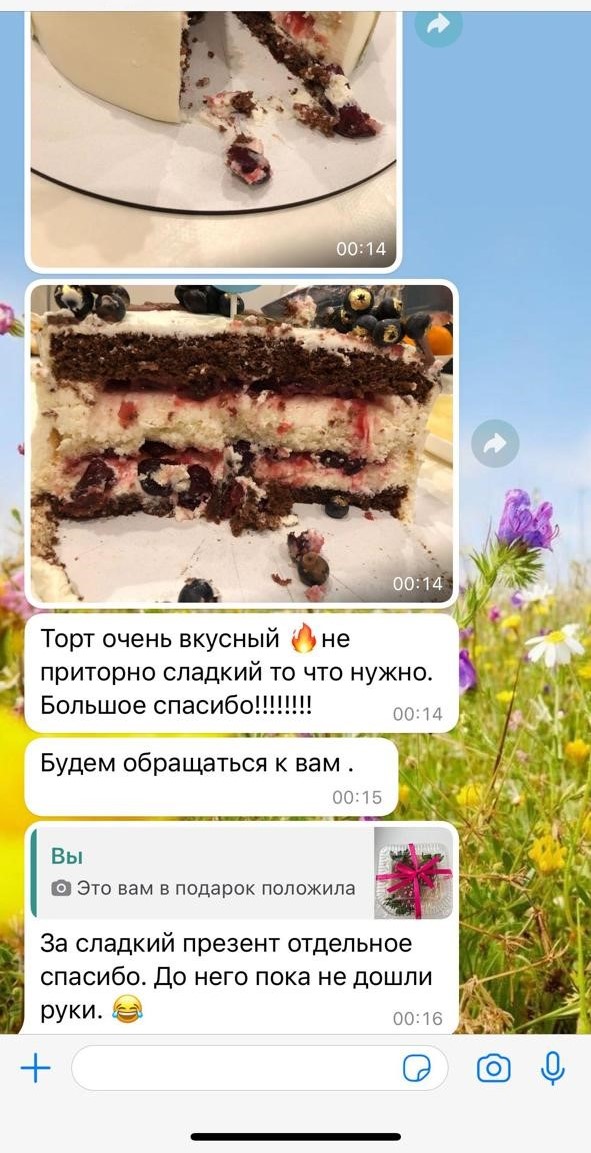 00:14
00:14
Торт очень вкусный 🔥не
приторно сладкий то что нужно.
Большое спасибо!!!!!!!!
00:14
Будем обращаться к вам .
00:15
Вы
Это вам в подарок положила
За сладкий презент отдельное
спасибо. До него пока не дошли
руки. 😂
00:16